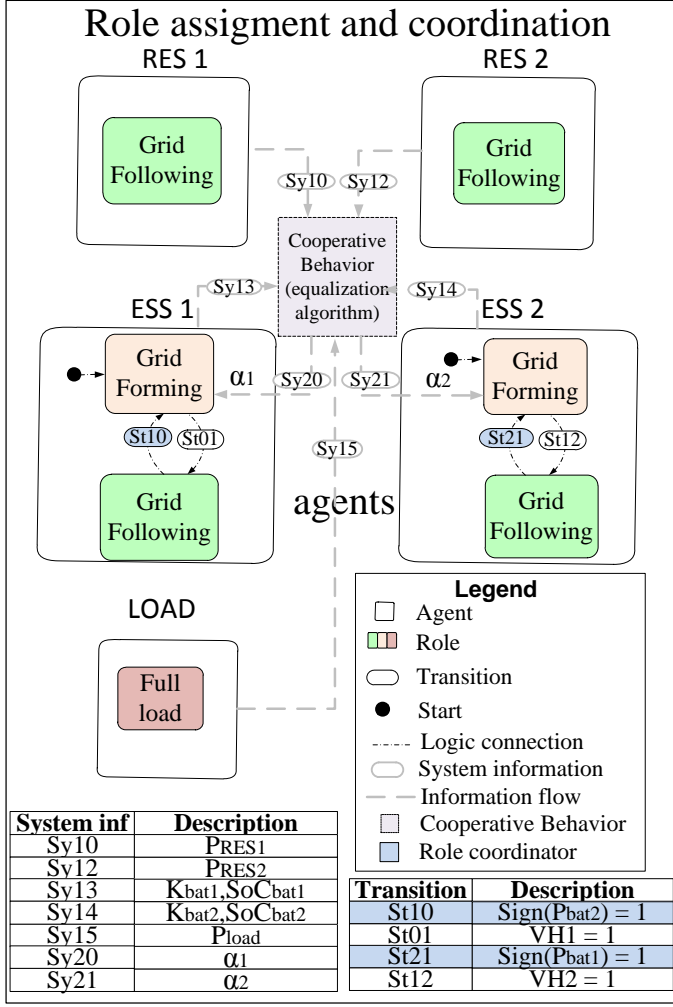 Role assigment and coordination
RES 1
RES 2
Grid
Following
Grid
Following
Sy10
Sy12
Cooperative
Behavior
(equalization
algorithm)
Sy13
Sy14
ESS 1
ESS 2
Grid
Forming
α1
Sy20
Sy21
α2
Grid
Forming
St10
St01
St21
St12
Sy15
Grid
Following
agents
Grid
Following
LOAD
Full
load
Legend
Agent
Role
Transition
Start
Logic connection
System information
Information flow
Cooperative Behavior
Role coordinator
System inf Description
Sy10 PRES1
Sy12 PRES2
Sy13 Kbat1,SoCbat1
Sy14 Kbat2,SoCbat2
Sy15 Pload
Sy20 α1
Sy21 α2
Transition Description
St10 Sign(Pbat2) = 1
St01 VH1 = 1
St21 Sign(Pbat1) = 1
St12 VH2 = 1